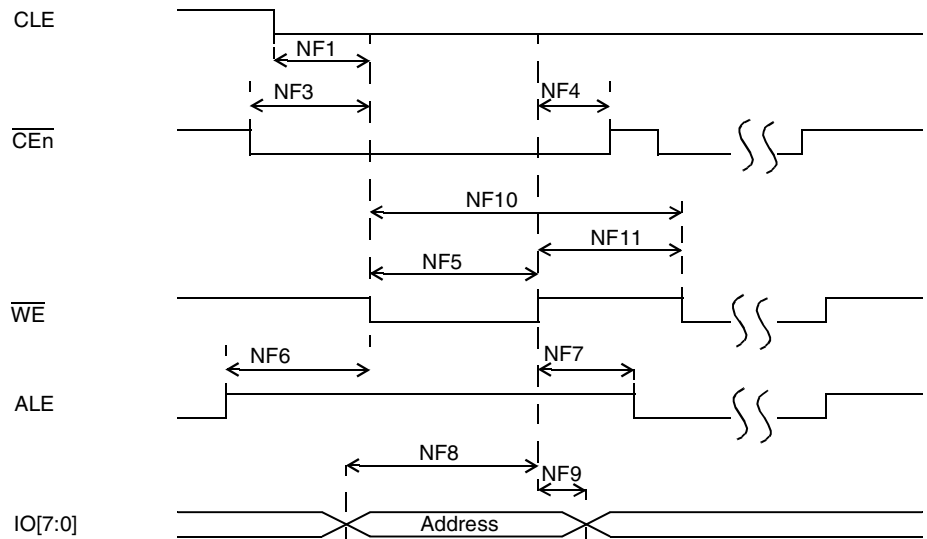 CLE
NF1
NF3
NF4
CEn
NF10
NF11
NF5
WE
NF6
NF7
ALE
NF8
NF9
IO[7:0]
Address